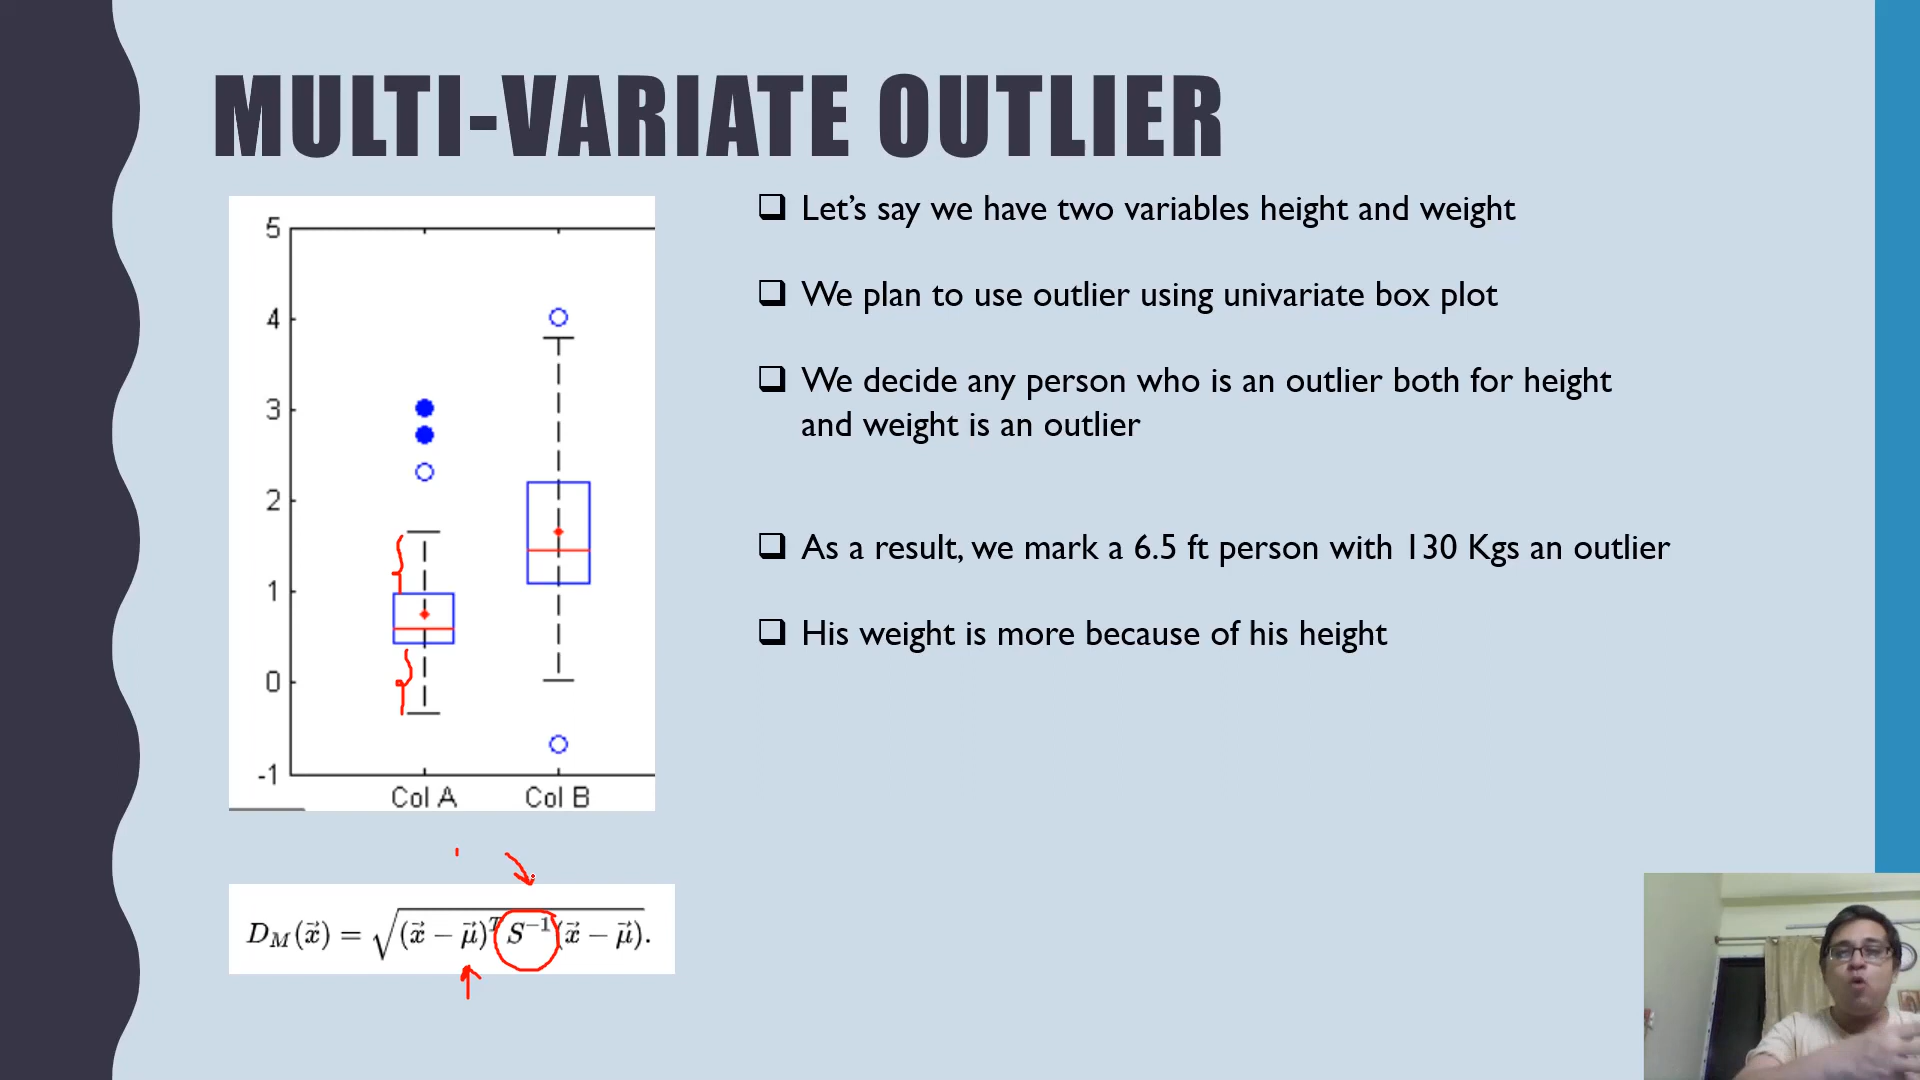 MULTI-VARIATE OUTLIER
5
4
3
2
1
0
-1
Col A Col B
❑ Let's say we have two variables height and weight
❑ We plan to use outlier using univariate box plot
❑ We decide any person who is an outlier both for height
and weight is an outlier
❑ As a result, we mark a 6.5 ft person with 130 Kgs an outlier
❑ His weight is more because of his height
D_M(x⃗) = √(x⃗ − μ⃗)^T S^−1 (x⃗ − μ⃗).